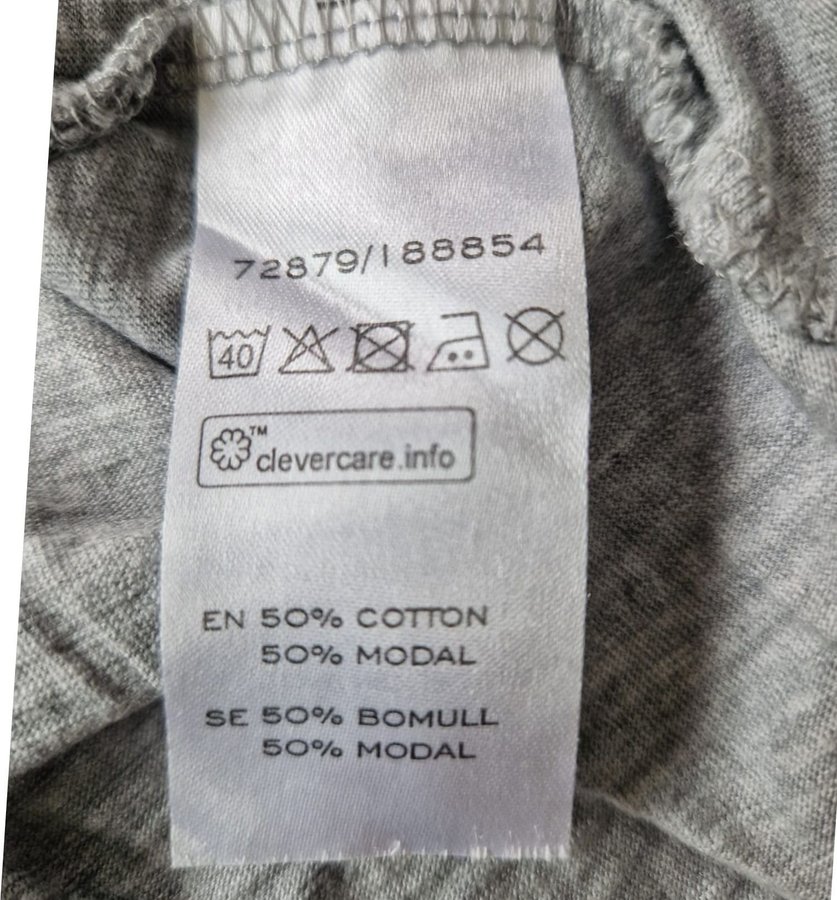 72879/188854
40
™
clevercare.info
EN 50% COTTON
50% MODAL
SE 50% BOMULL
50% MODAL